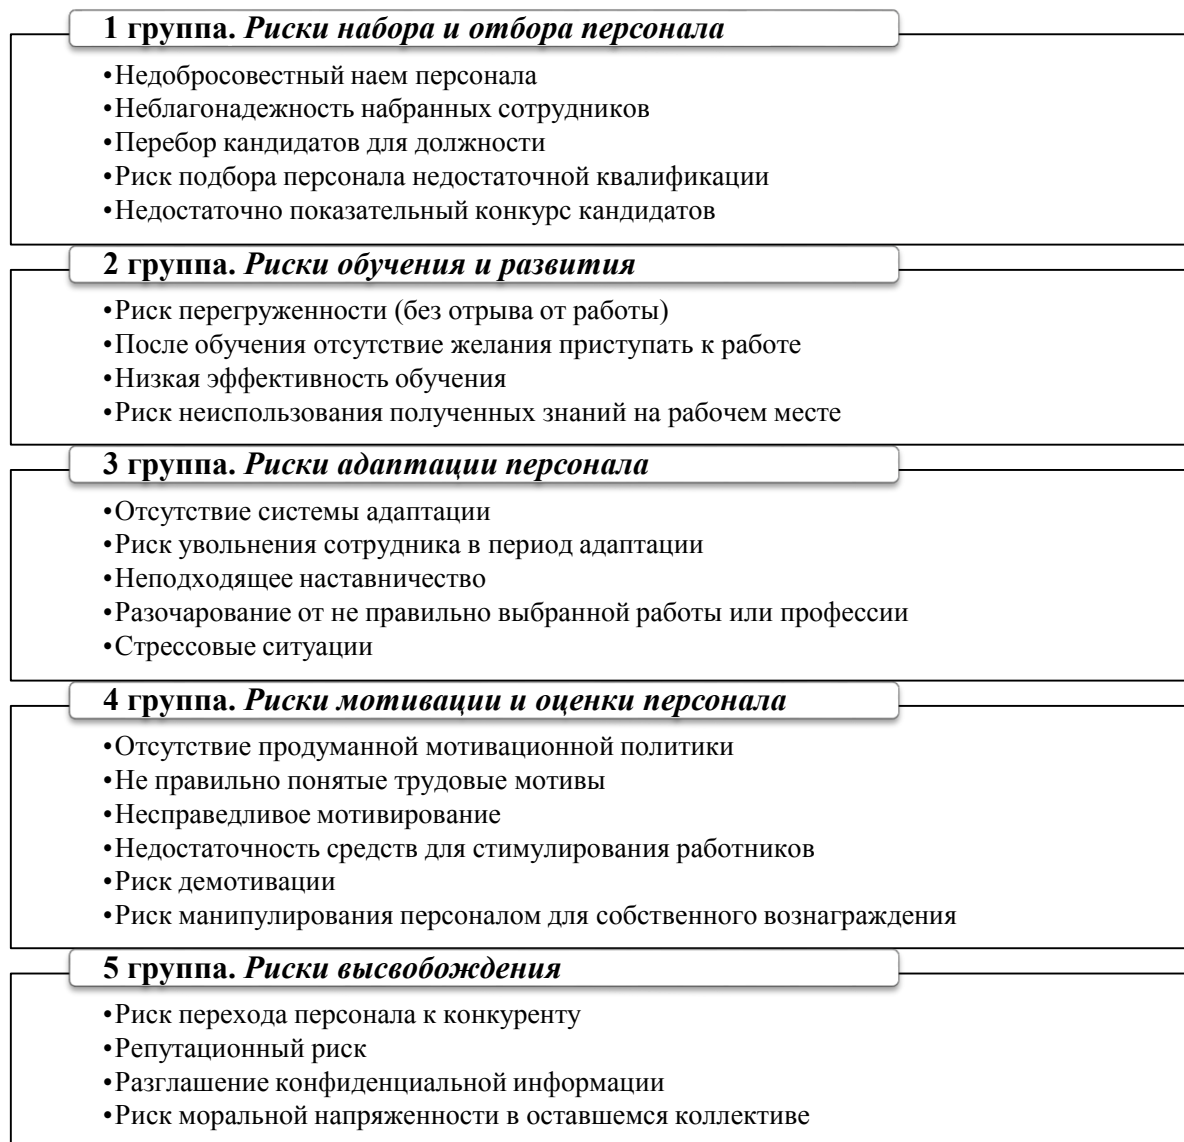 1 группа. Риски набора и отбора персонала
•Недобросовестный наем персонала
•Неблагонадежность набранных сотрудников
•Перебор кандидатов для должности
•Риск подбора персонала недостаточной квалификации
•Недостаточно показательный конкурс кандидатов
2 группа. Риски обучения и развития
•Риск перегруженности (без отрыва от работы)
•После обучения отсутствие желания приступать к работе
•Низкая эффективность обучения
•Риск неиспользования полученных знаний на рабочем месте
3 группа. Риски адаптации персонала
•Отсутствие системы адаптации
•Риск увольнения сотрудника в период адаптации
•Неподходящее наставничество
•Разочарование от не правильно выбранной работы или профессии
•Стрессовые ситуации
4 группа. Риски мотивации и оценки персонала
•Отсутствие продуманной мотивационной политики
•Не правильно понятые трудовые мотивы
•Несправедливое мотивирование
•Недостаточность средств для стимулирования работников
•Риск демотивации
•Риск манипулирования персоналом для собственного вознаграждения
5 группа. Риски высвобождения
•Риск перехода персонала к конкуренту
•Репутационный риск
•Разглашение конфиденциальной информации
•Риск моральной напряженности в оставшемся коллективе